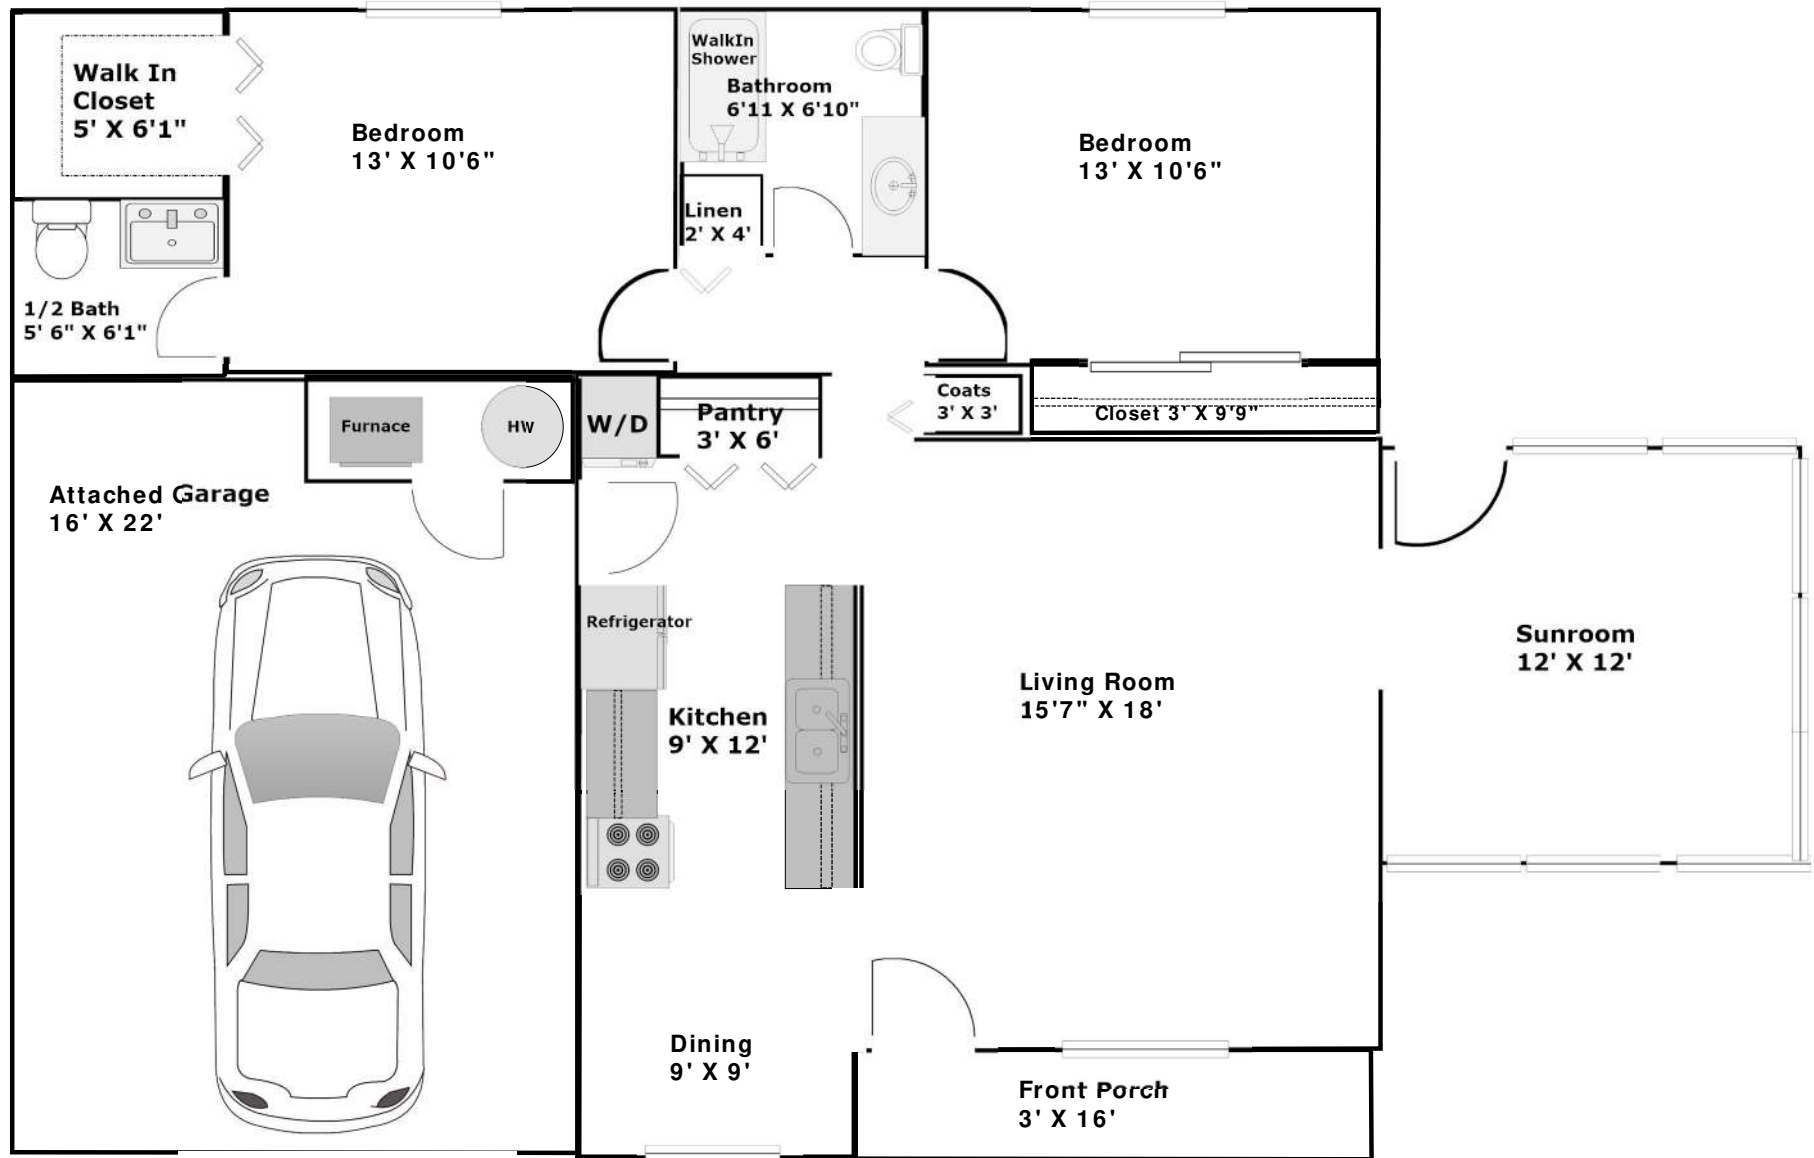 Walk In
Closet
5' X 6'1"
Bedroom
13' X 10'6"
WalkIn
Shower
Bathroom
6'11 X 6'10"
Bedroom
13' X 10'6"
Linen
2' X 4'
1/2 Bath
5' 6" X 6'1"
Furnace
HW
W/D
Pantry
3' X 6'
Coats
3' X 3'
Closet 3' X 9'9"
Attached Garage
16' X 22'
Refrigerator
Kitchen
9' X 12'
Living Room
15'7" X 18'
Sunroom
12' X 12'
Dining
9' X 9'
Front Porch
3' X 16'